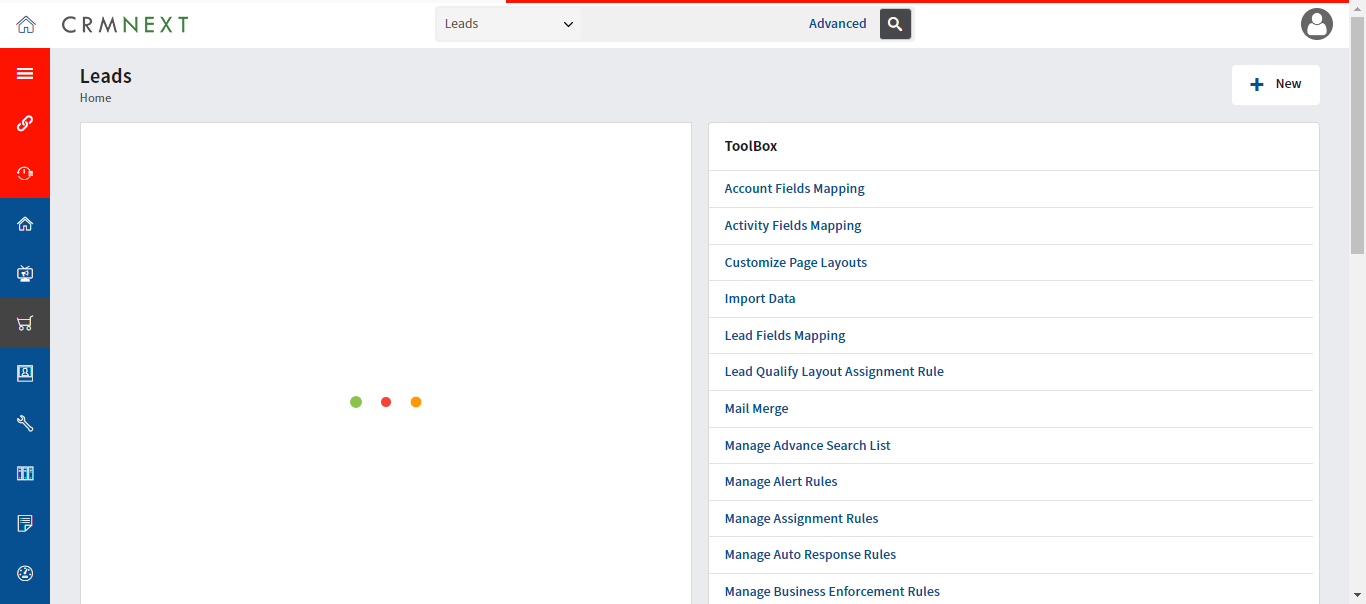 CRMNEXT
Leads
Advanced
Leads
Home
New
ToolBox
Account Fields Mapping
Activity Fields Mapping
Customize Page Layouts
Import Data
Lead Fields Mapping
Lead Qualify Layout Assignment Rule
Mail Merge
Manage Advance Search List
Manage Alert Rules
Manage Assignment Rules
Manage Auto Response Rules
Manage Business Enforcement Rules